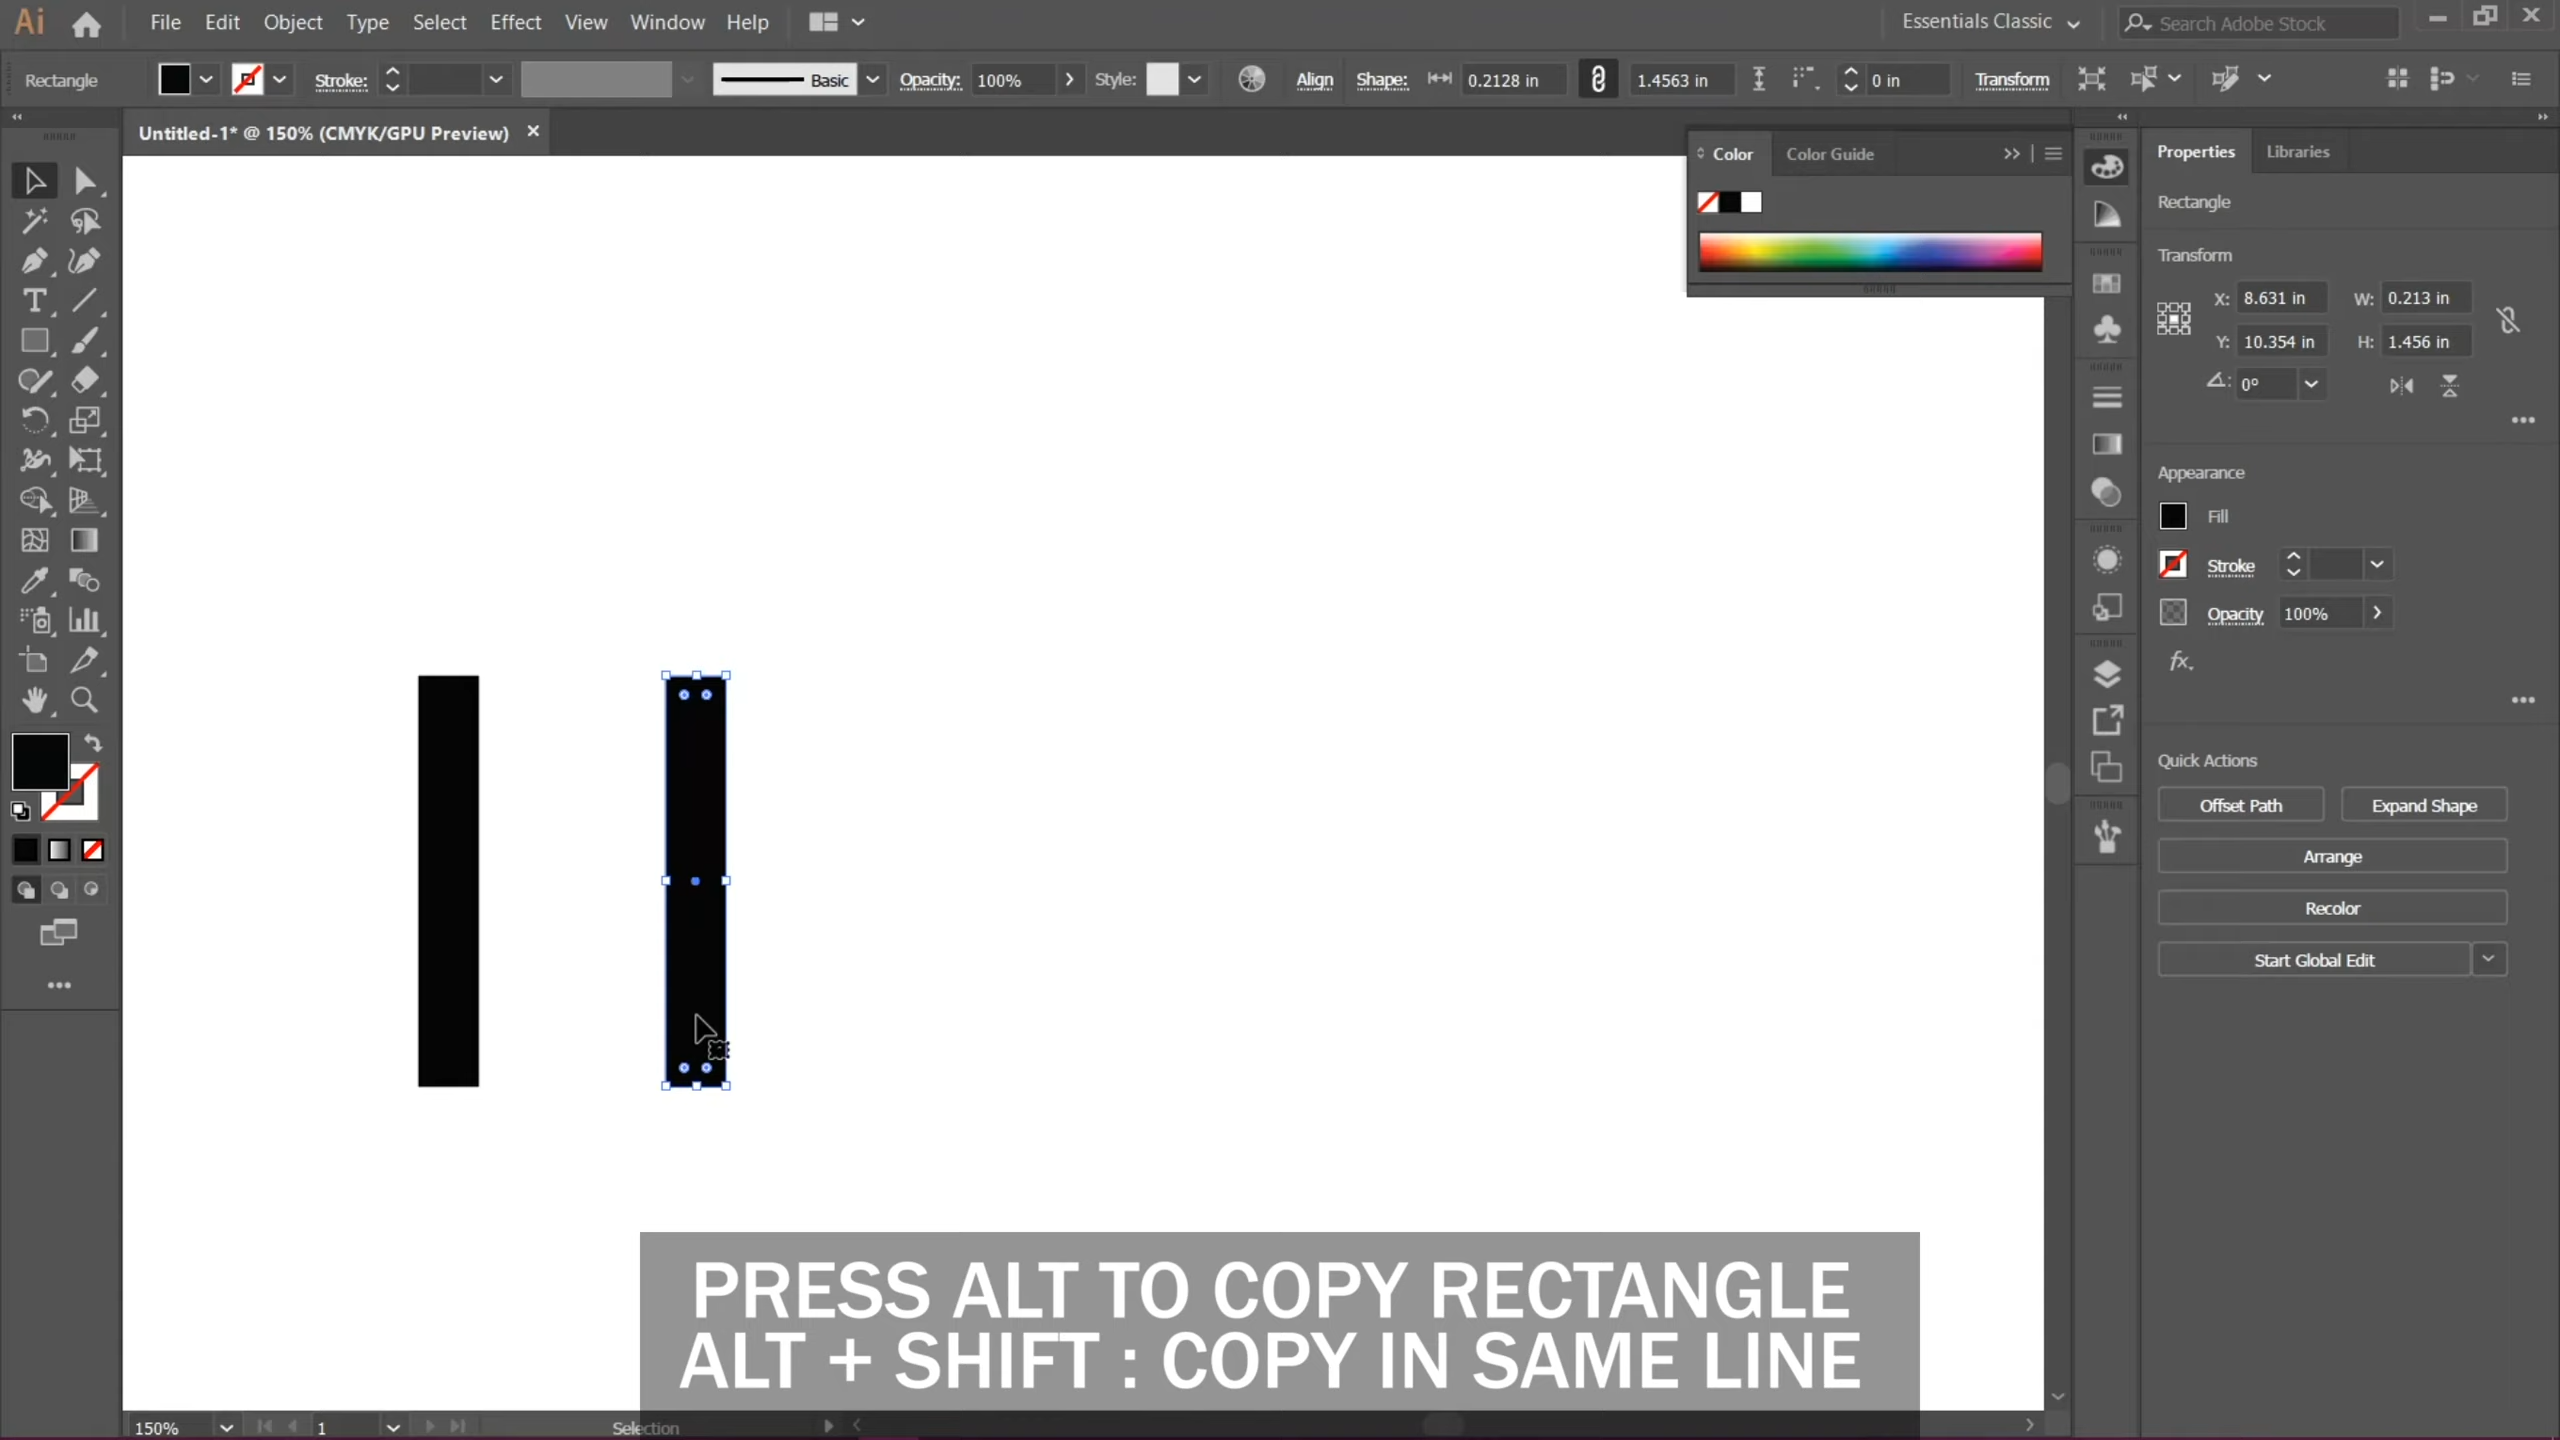 Ai File Edit Object Type Select Effect View Window Help Essentials Classic Search Adobe Stock
Rectangle Stroke: Basic Opacity: 100% Style: Align Shape: 0.2128 in 1.4563 in 0 in Transform
Untitled-1* @ 150% (CMYK/GPU Preview)
Color Color Guide
Properties Libraries
Rectangle
Transform
X: 8.631 in W: 0.213 in
Y: 10.354 in H: 1.456 in
0°
Appearance
Fill
Stroke
Opacity 100%
fx
Quick Actions
Offset Path Expand Shape
Arrange
Recolor
Start Global Edit
PRESS ALT TO COPY RECTANGLE
ALT + SHIFT : COPY IN SAME LINE
150% 1 Selection